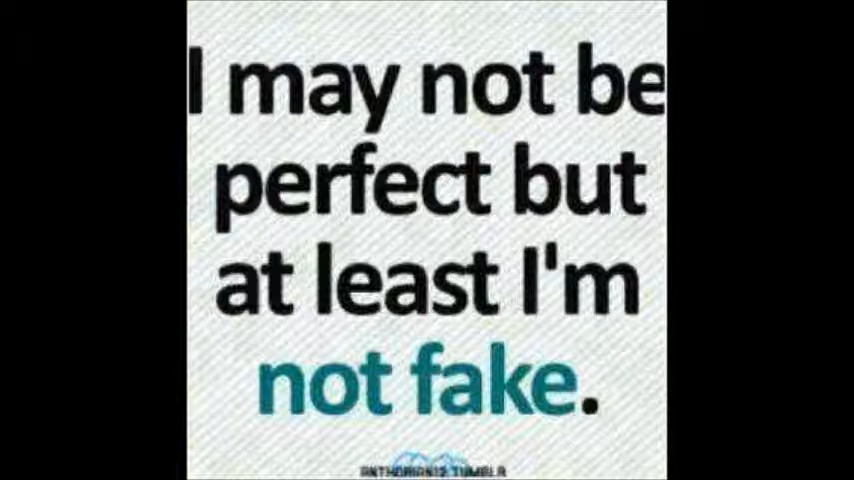 I may not be
perfect but
at least I'm
not fake.